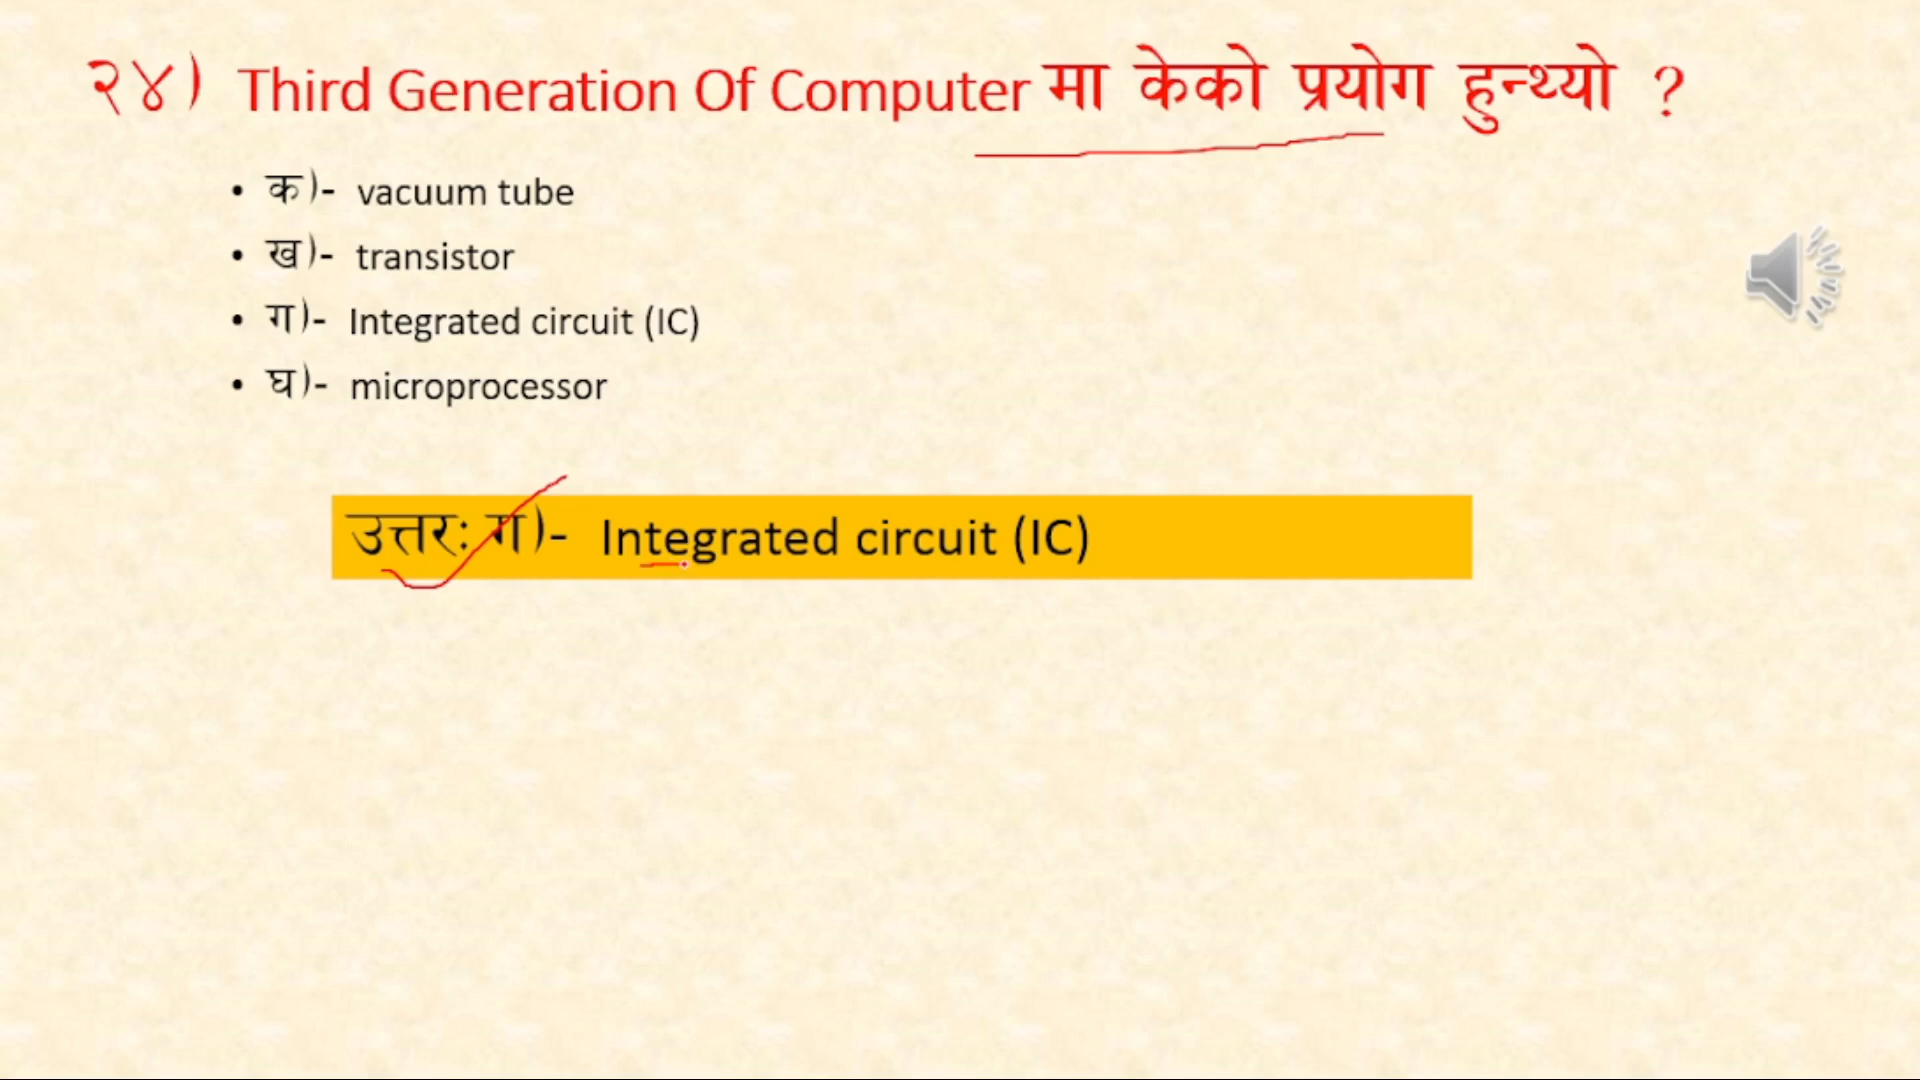 २४) Third Generation Of Computer मा केको प्रयोग हुन्थ्यो ?
• क)- vacuum tube
• ख)- transistor
• ग)- Integrated circuit (IC)
• घ)- microprocessor
उत्तरः ग)- Integrated circuit (IC)